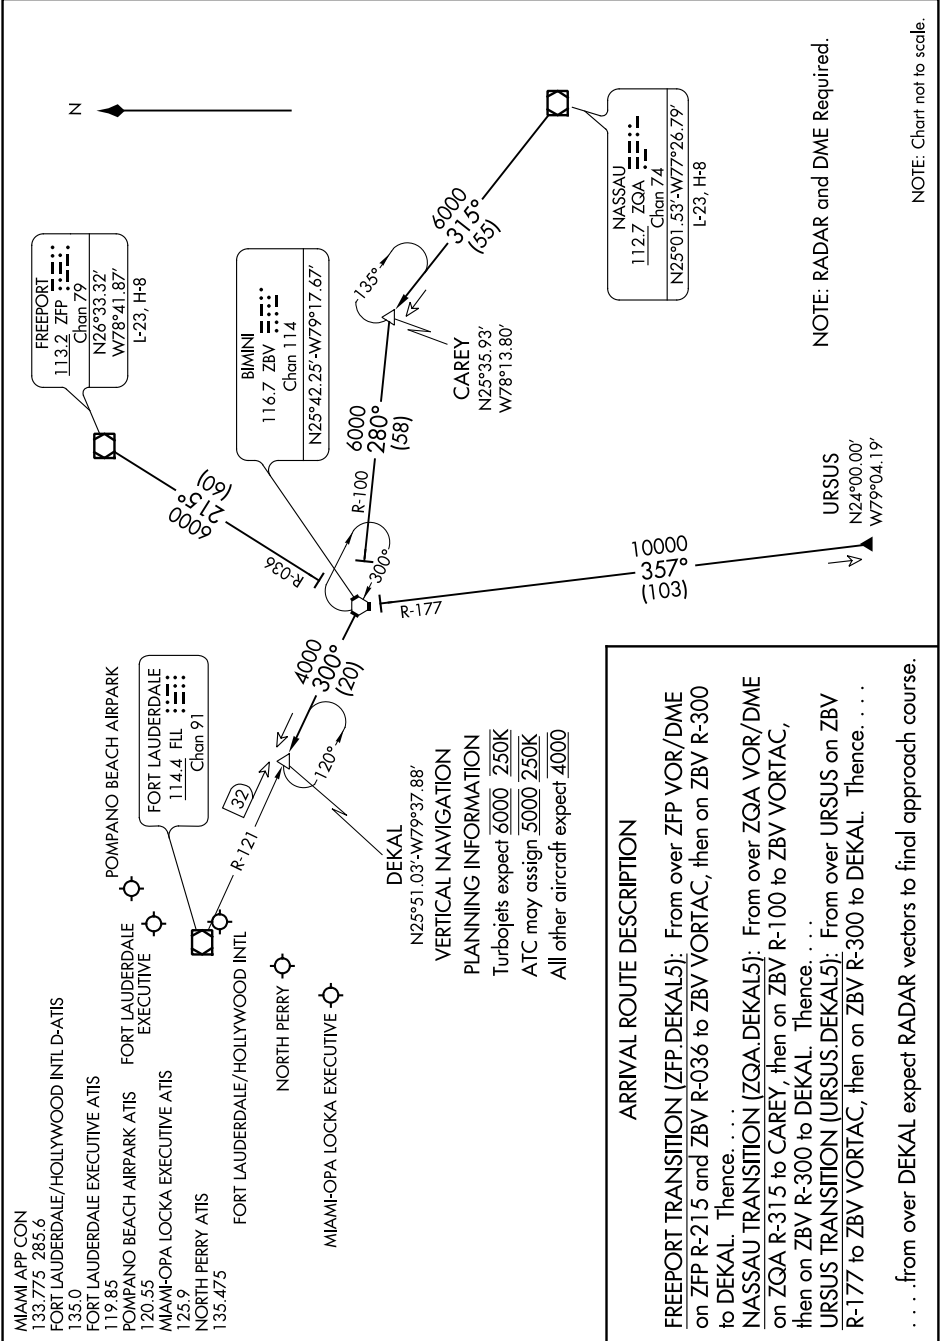 MIAMI APP CON
133.775 285.6
FORT LAUDERDALE/HOLLYWOOD INTL D-ATIS
135.0
FORT LAUDERDALE EXECUTIVE ATIS
119.85
POMPANO BEACH AIRPARK ATIS
120.55
MIAMI-OPA LOCKA EXECUTIVE ATIS
125.9
NORTH PERRY ATIS
135.475
POMPANO BEACH AIRPARK
FORT LAUDERDALE
EXECUTIVE
FORT LAUDERDALE/HOLLYWOOD INTL
NORTH PERRY
MIAMI-OPA LOCKA EXECUTIVE
FORT LAUDERDALE
114.4 FLL
Chan 91
R-121
32
120°
DEKAL
N25°51.03'-W79°37.88'
VERTICAL NAVIGATION
PLANNING INFORMATION
Turbojets expect 6000 250K
ATC may assign 5000 250K
All other aircraft expect 4000
4000
300°
(20)
FREEPORT
113.2 ZFP
Chan 79
N26°33.32'
W78°41.87'
L-23, H-8
6000
215°
(60)
R-036
BIMINI
116.7 ZBV
Chan 114
N25°42.25'-W79°17.67'
300°
R-100
6000
280°
(58)
R-177
10000
357°
(103)
URSUS
N24°00.00'
W79°04.19'
CAREY
N25°35.93'
W78°13.80'
135°
6000
315°
(55)
NASSAU
112.7 ZQA
Chan 74
N25°01.53'-W77°26.79'
L-23, H-8
N
NOTE: RADAR and DME Required.
NOTE: Chart not to scale.
ARRIVAL ROUTE DESCRIPTION
FREEPORT TRANSITION (ZFP.DEKAL5): From over ZFP VOR/DME
on ZFP R-215 and ZBV R-036 to ZBV VORTAC, then on ZBV R-300
to DEKAL. Thence. . . .
NASSAU TRANSITION (ZQA.DEKAL5): From over ZQA VOR/DME
on ZQA R-315 to CAREY, then on ZBV R-100 to ZBV VORTAC,
then on ZBV R-300 to DEKAL. Thence. . . .
URSUS TRANSITION (URSUS.DEKAL5): From over URSUS on ZBV
R-177 to ZBV VORTAC, then on ZBV R-300 to DEKAL. Thence. . . .
. . . .from over DEKAL expect RADAR vectors to final approach course.